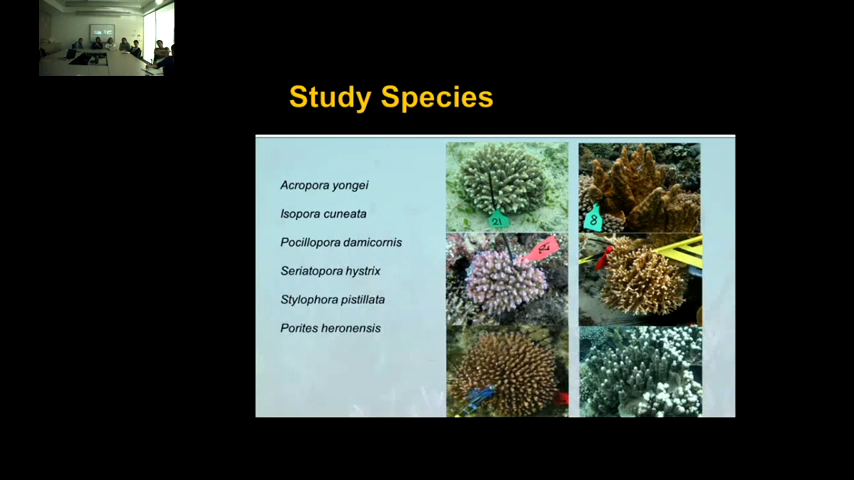 Study Species
Acropora yongei
Isopora cuneata
Pocillopora damicornis
Seriatopora hystrix
Stylophora pistillata
Porites heronensis
21
8